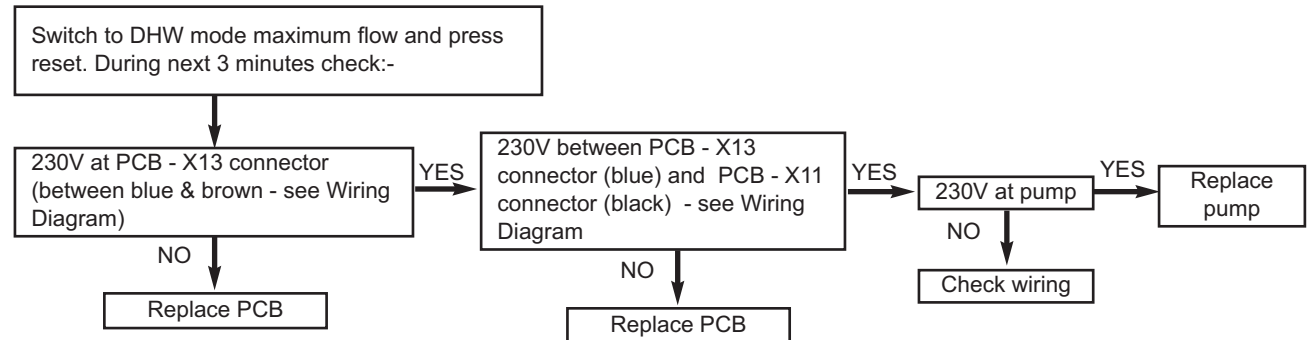 Switch to DHW mode maximum flow and press
reset. During next 3 minutes check:-
230V at PCB - X13 connector
(between blue & brown - see Wiring
Diagram)
YES
NO
Replace PCB
230V between PCB - X13
connector (blue) and PCB - X11
connector (black) - see Wiring
Diagram
YES
NO
Replace PCB
230V at pump
YES
NO
Check wiring
Replace
pump